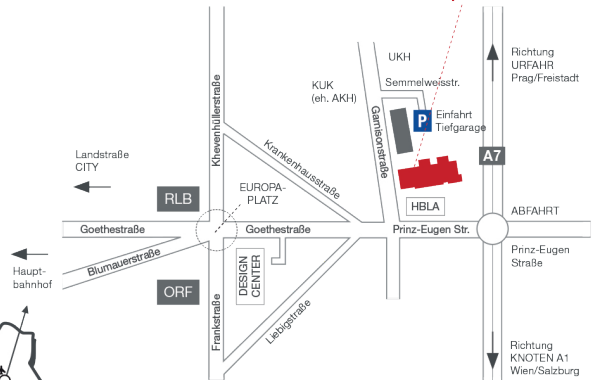 UKH
Semmelweisstr.
Richtung
URFAHR
Prag/Freistadt
KUK
(eh. AKH)
Khevenhüllerstraße
Garnisonstraße
P
Einfahrt
Tiefgarage
Krankenhausstraße
Landstraße
CITY
A7
RLB
EUROPA-
PLATZ
HBLA
ABFAHRT
Goethestraße
Goethestraße
Prinz-Eugen Str.
Prinz-Eugen
Straße
Blumauerstraße
Haupt-
bahnhof
DESIGN
CENTER
ORF
Frankstraße
Liebigstraße
Richtung
KNOTEN A1
Wien/Salzburg